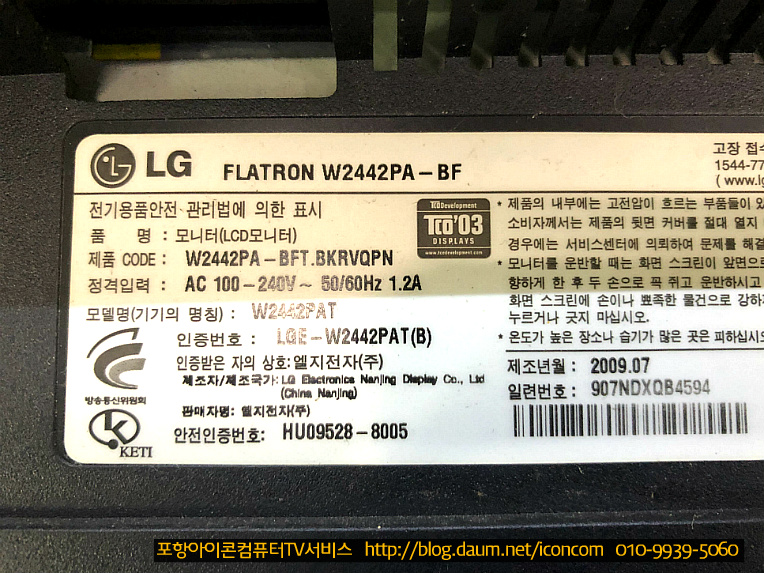 LG FLATRON W2442PA-BF
고장 접수
1544-77
( www.lg
전기용품안전 관리법에 의한 표시
품 명 : 모니터(LCD모니터)
제품 CODE : W2442PA-BFT.BKRVQPN
정격입력 : AC 100-240V~ 50/60Hz 1.2A
모델명(기기의 명칭) : W2442PAT
인증번호 : LGE-W2442PAT(B)
인증받은 자의 상호:엘지전자(주)
제조자/제조국가: LG Electronics Nanjing Display Co., Ltd
(China Nanjing)
판매자명: 엘지전자(주)
안전인증번호: HU09528-8005
방송통신위원회
KETI
TCO Development
TCO'03
DISPLAYS
www.tcodevelopment.com
* 제품의 내부에는 고전압이 흐르는 부품들이
소비자께서는 제품의 뒷면 커버를 절대 열지
경우에는 서비스센터에 의뢰하여 문제를 해결
* 모니터를 운반할 때는 화면 스크린이 앞면으로
향하게 한 후 두 손으로 꼭 쥐고 운반하시고
화면 스크린에 손이나 뾰족한 물건으로 강하
누르거나 긋지 마십시오.
* 온도가 높은 장소나 습기가 많은 곳은 피하십시오
제조년월 : 2009.07
일련번호 : 907NDXQB4594
포항아이콘컴퓨터TV서비스 http://blog.daum.net/iconcom 010-9939-5060